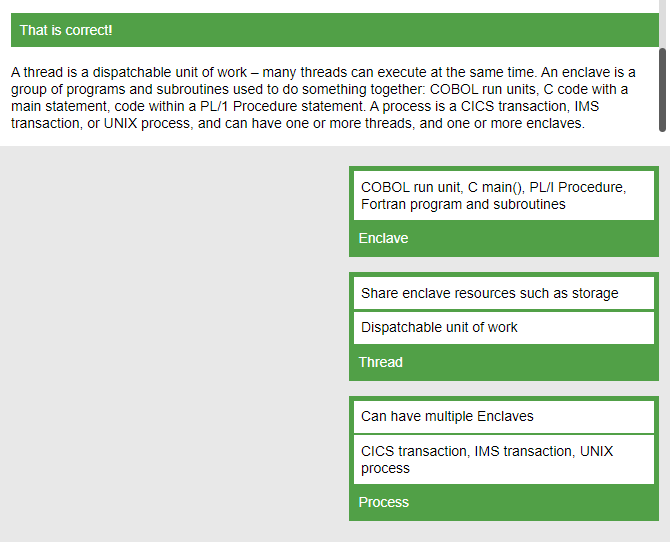 That is correct!
A thread is a dispatchable unit of work – many threads can execute at the same time. An enclave is a
group of programs and subroutines used to do something together: COBOL run units, C code with a
main statement, code within a PL/1 Procedure statement. A process is a CICS transaction, IMS
transaction, or UNIX process, and can have one or more threads, and one or more enclaves.
COBOL run unit, C main(), PL/I Procedure,
Fortran program and subroutines
Enclave
Share enclave resources such as storage
Dispatchable unit of work
Thread
Can have multiple Enclaves
CICS transaction, IMS transaction, UNIX
process
Process